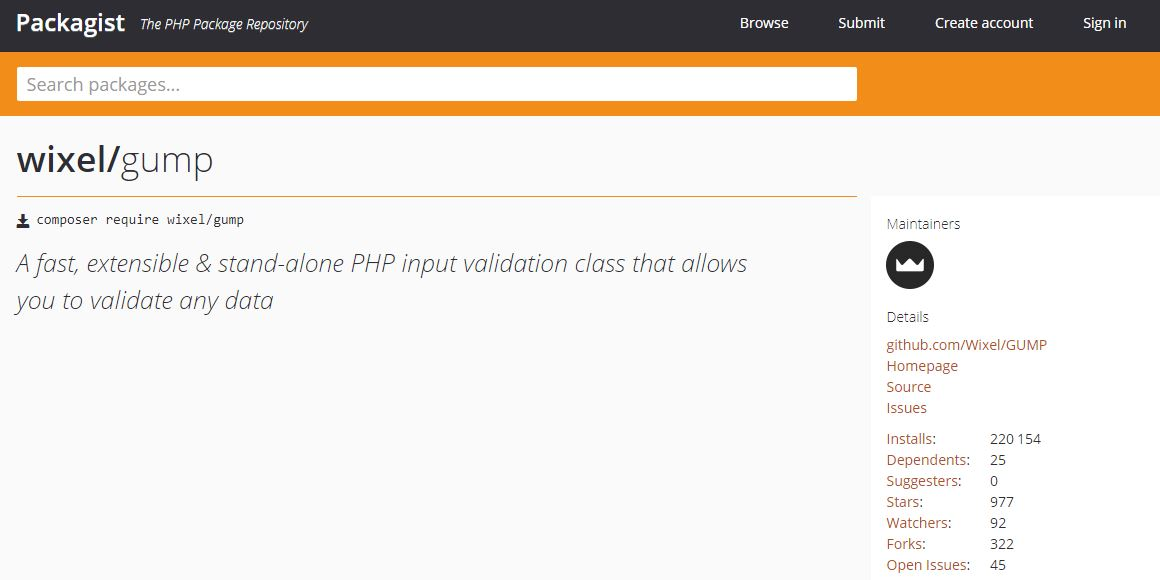 Packagist The PHP Package Repository Browse Submit Create account Sign in
Search packages...
wixel/gump
composer require wixel/gump
A fast, extensible & stand-alone PHP input validation class that allows
you to validate any data
Maintainers
Details
github.com/Wixel/GUMP
Homepage
Source
Issues
Installs: 220 154
Dependents: 25
Suggesters: 0
Stars: 977
Watchers: 92
Forks: 322
Open Issues: 45